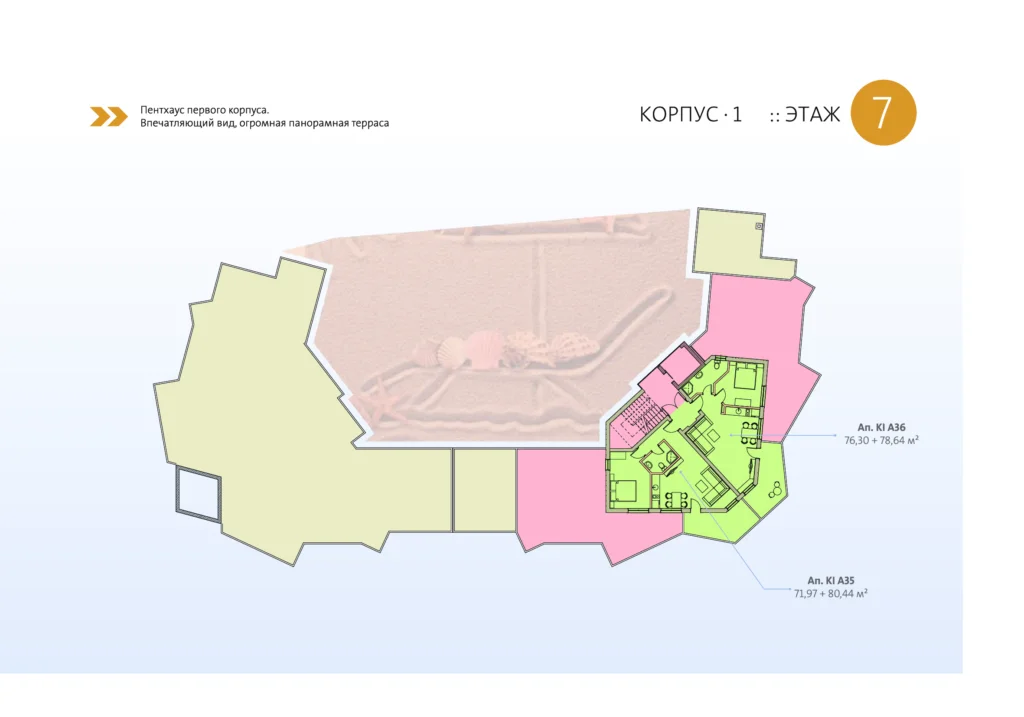 Пентхаус первого корпуса.
Впечатляющий вид, огромная панорамная терраса
КОРПУС · 1 :: ЭТАЖ 7
Ап. KI A36
76,30 + 78,64 м²
Ап. KI A35
71,97 + 80,44 м²